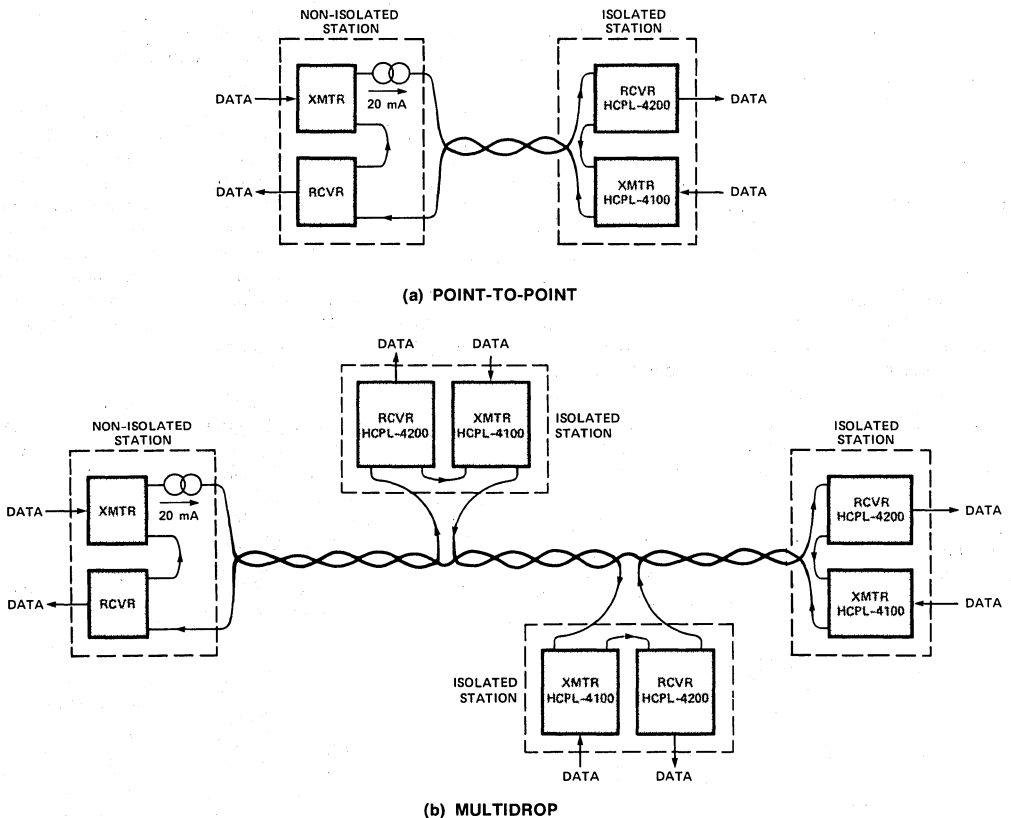 NON-ISOLATED
STATION
ISOLATED
STATION
DATA
XMTR
20 mA
RCVR
HCPL-4200
DATA
DATA
RCVR
XMTR
HCPL-4100
DATA
(a) POINT-TO-POINT
DATA
DATA
RCVR
HCPL-4200
XMTR
HCPL-4100
ISOLATED
STATION
NON-ISOLATED
STATION
ISOLATED
STATION
DATA
XMTR
20 mA
RCVR
HCPL-4200
DATA
DATA
RCVR
XMTR
HCPL-4100
DATA
ISOLATED
STATION
XMTR
HCPL-4100
RCVR
HCPL-4200
DATA
DATA
(b) MULTIDROP